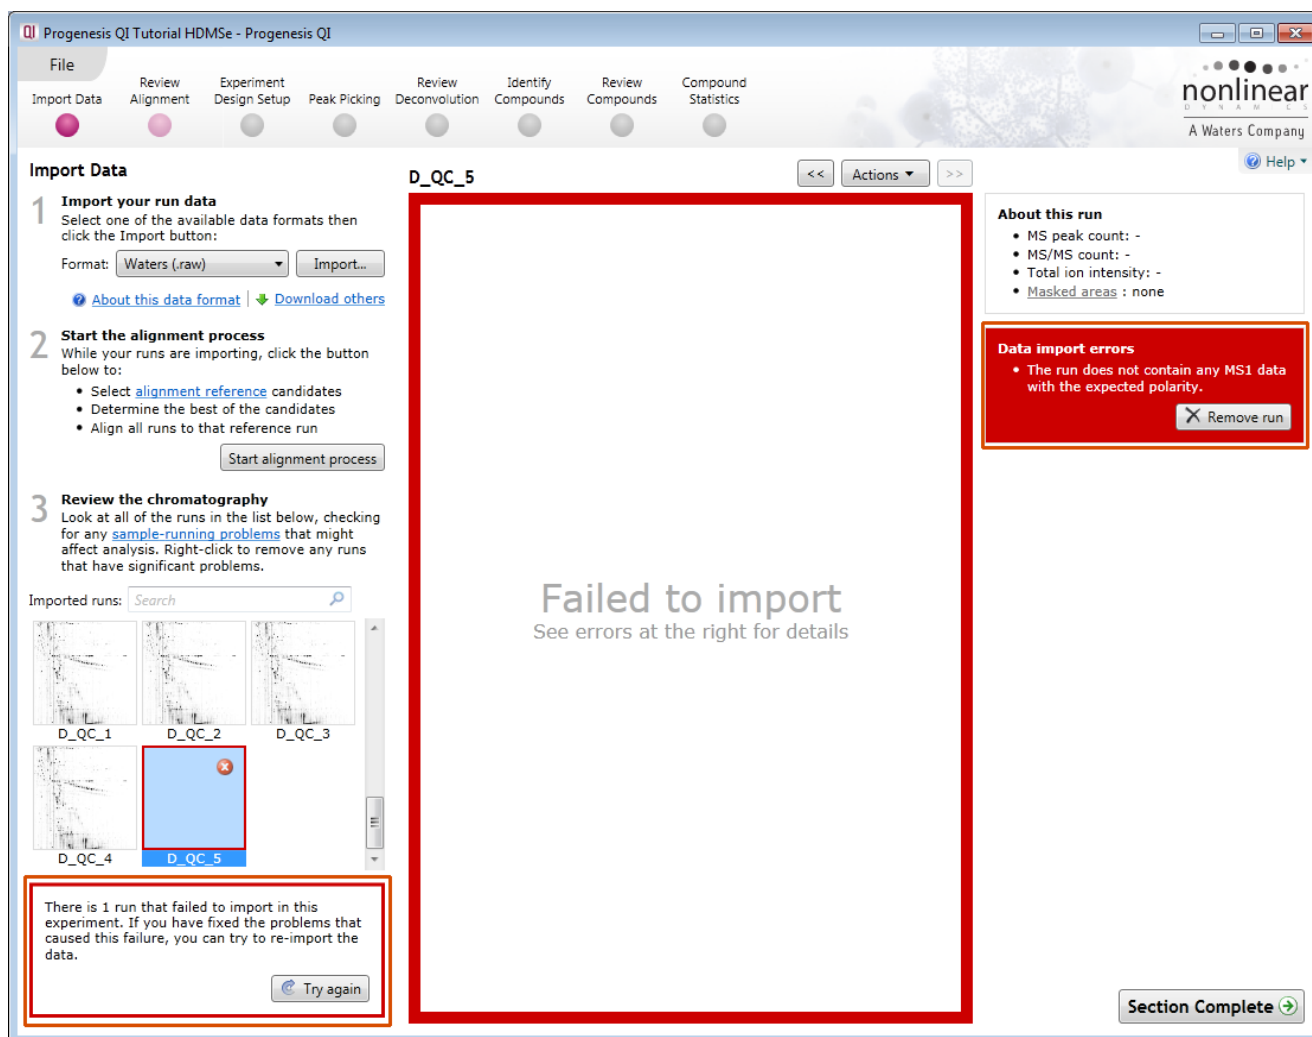 Progenesis QI Tutorial HDMSe - Progenesis QI
File
Import Data
Review
Alignment
Experiment
Design Setup
Peak Picking
Review
Deconvolution
Identify
Compounds
Review
Compounds
Compound
Statistics
nonlinear
DYNAMICS
A Waters Company
Help
Import Data
1
Import your run data
Select one of the available data formats then
click the Import button:
Format: Waters (.raw) Import...
About this data format Download others
2
Start the alignment process
While your runs are importing, click the button
below to:
• Select alignment reference candidates
• Determine the best of the candidates
• Align all runs to that reference run
Start alignment process
3
Review the chromatography
Look at all of the runs in the list below, checking
for any sample-running problems that might
affect analysis. Right-click to remove any runs
that have significant problems.
Imported runs: Search
D_QC_1 D_QC_2 D_QC_3
D_QC_4 D_QC_5
There is 1 run that failed to import in this
experiment. If you have fixed the problems that
caused this failure, you can try to re-import the
data.
Try again
D_QC_5
<< Actions >>
Failed to import
See errors at the right for details
About this run
• MS peak count: -
• MS/MS count: -
• Total ion intensity: -
• Masked areas : none
Data import errors
• The run does not contain any MS1 data
with the expected polarity.
Remove run
Section Complete